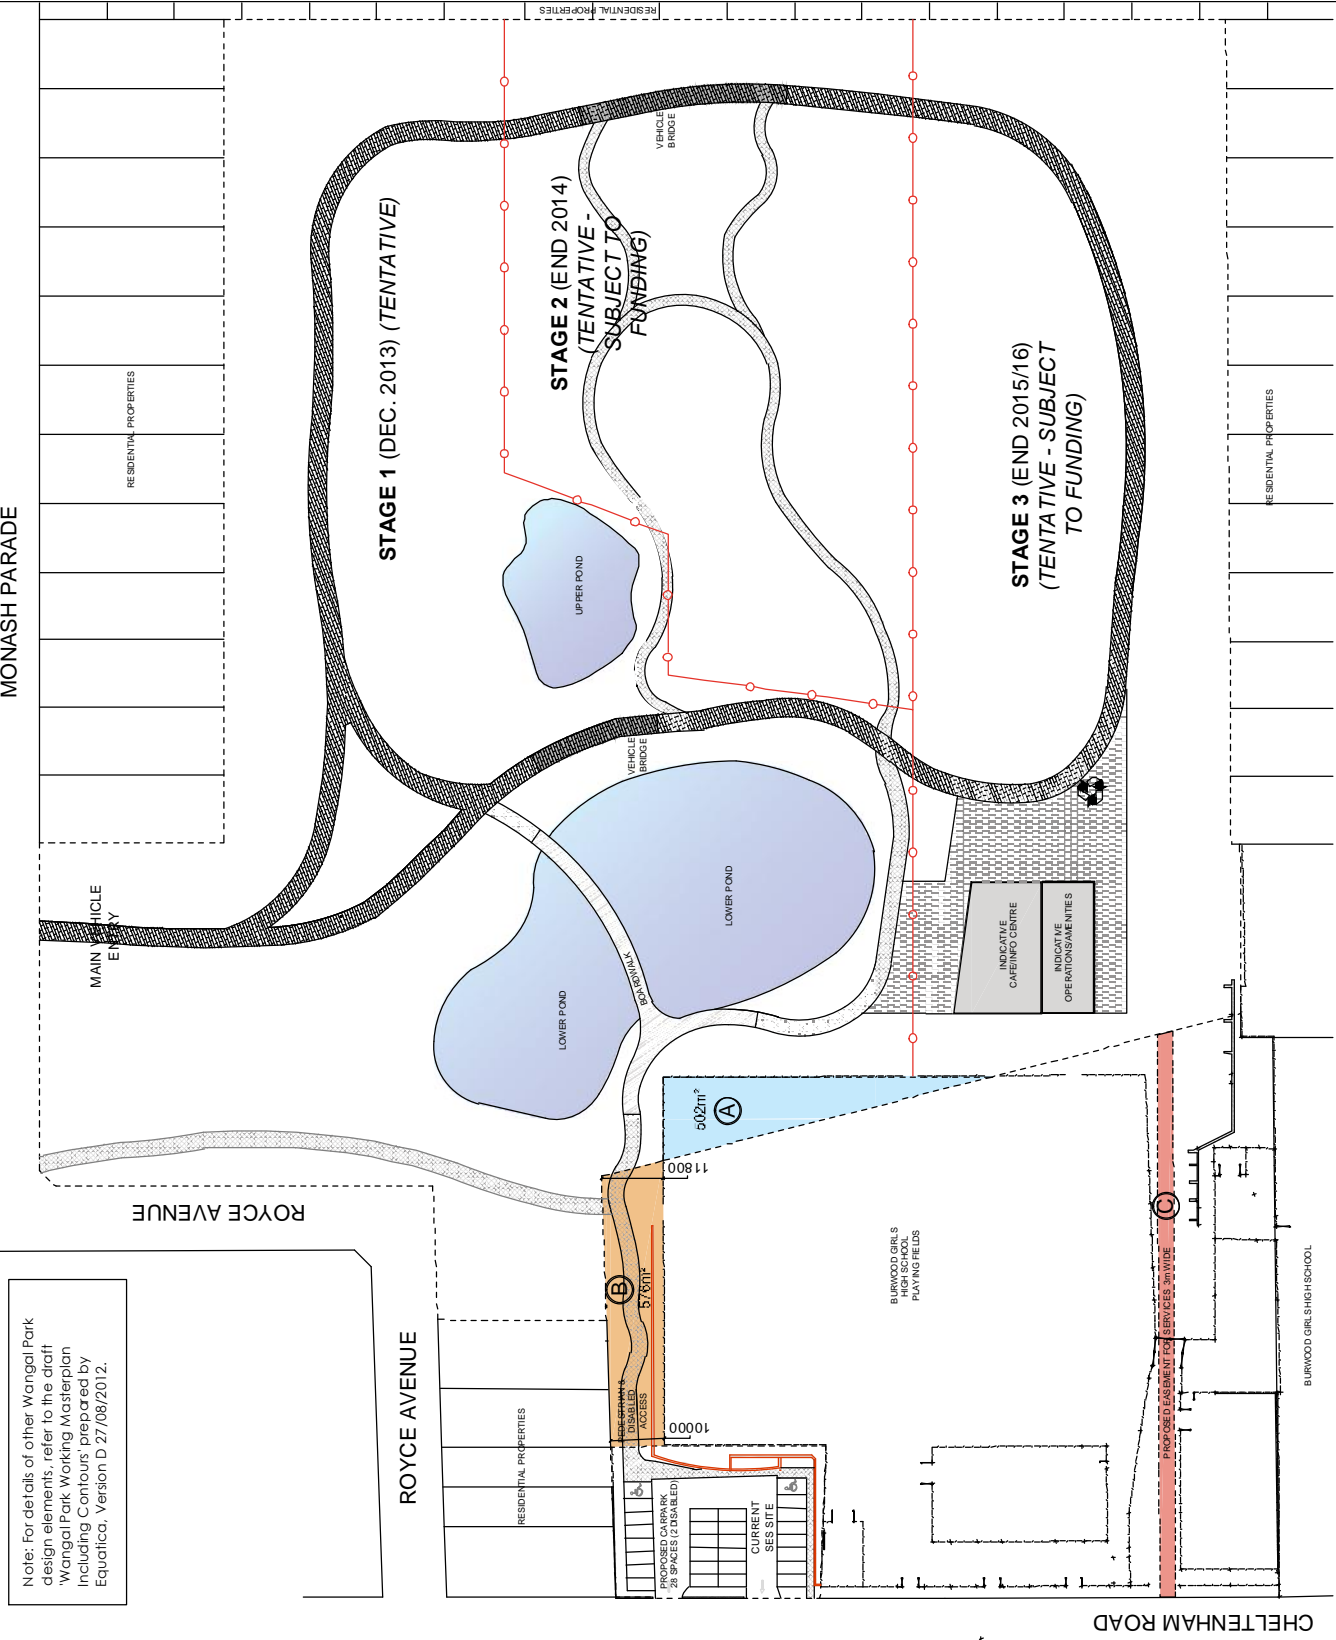 RESIDENTIAL PROPERTIES
MONASH PARADE
RESIDENTIAL PROPERTIES
STAGE 1 (DEC. 2013) (TENTATIVE)
STAGE 2 (END 2014)
(TENTATIVE -
SUBJECT TO
FUNDING)
VEHICLE
BRIDGE
STAGE 3 (END 2015/16)
(TENTATIVE - SUBJECT
TO FUNDING)
RESIDENTIAL PROPERTIES
UPPER POND
VEHICLE
BRIDGE
MAIN VEHICLE
ENTRY
LOWER POND
BOARDWALK
LOWER POND
INDICATIVE
CAFE/INFO CENTRE
INDICATIVE
OPERATIONS/AMENITIES
502m²
A
11800
ROYCE AVENUE
B
576m²
PEDESTRIAN &
DISABLED
ACCESS
10000
C
PROPOSED EASEMENT FOR SERVICES 3m WIDE
BURWOOD GIRLS
HIGH SCHOOL
PLAYING FIELDS
BURWOOD GIRLS HIGH SCHOOL
ROYCE AVENUE
RESIDENTIAL PROPERTIES
PROPOSED CARPARK
28 SPACES (2 DISABLED)
CURRENT
SES SITE
CHELTENHAM ROAD
Note: For details of other Wangal Park
design elements, refer to the draft
'Wangal Park Working Masterplan
Including Contours' prepared by
Equatica, Version D 27/08/2012.